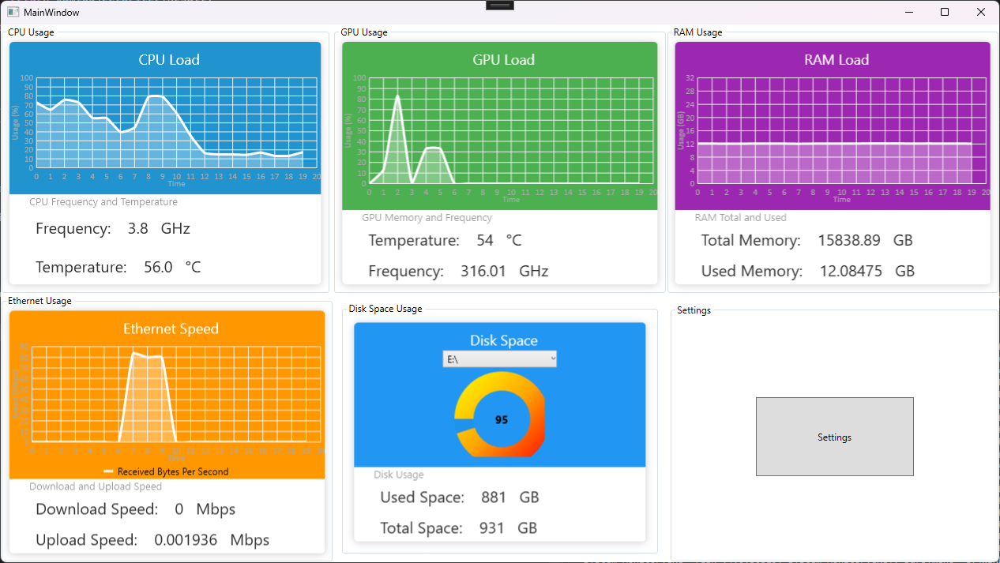 MainWindow
CPU Usage
CPU Load
Usage (%)
100
90
80
70
60
50
40
30
20
10
0
0 1 2 3 4 5 6 7 8 9 10 11 12 13 14 15 16 17 18 19 20
Time
CPU Frequency and Temperature
Frequency: 3.8 GHz
Temperature: 56.0 °C
GPU Usage
GPU Load
Usage (%)
100
90
80
70
60
50
40
30
20
10
0
0 1 2 3 4 5 6 7 8 9 10 11 12 13 14 15 16 17 18 19 20
Time
GPU Memory and Frequency
Temperature: 54 °C
Frequency: 316.01 GHz
RAM Usage
RAM Load
Usage (GB)
32
28
24
20
16
12
8
4
0
0 1 2 3 4 5 6 7 8 9 10 11 12 13 14 15 16 17 18 19 20
Time
RAM Total and Used
Total Memory: 15838.89 GB
Used Memory: 12.08475 GB
Ethernet Usage
Ethernet Speed
0 1 2 3 4 5 6 7 8 9 10 11 12 13 14 15 16 17 18 19 20
Time
Received Bytes Per Second
Download and Upload Speed
Download Speed: 0 Mbps
Upload Speed: 0.001936 Mbps
Disk Space Usage
Disk Space
E:\
95
Disk Usage
Used Space: 881 GB
Total Space: 931 GB
Settings
Settings